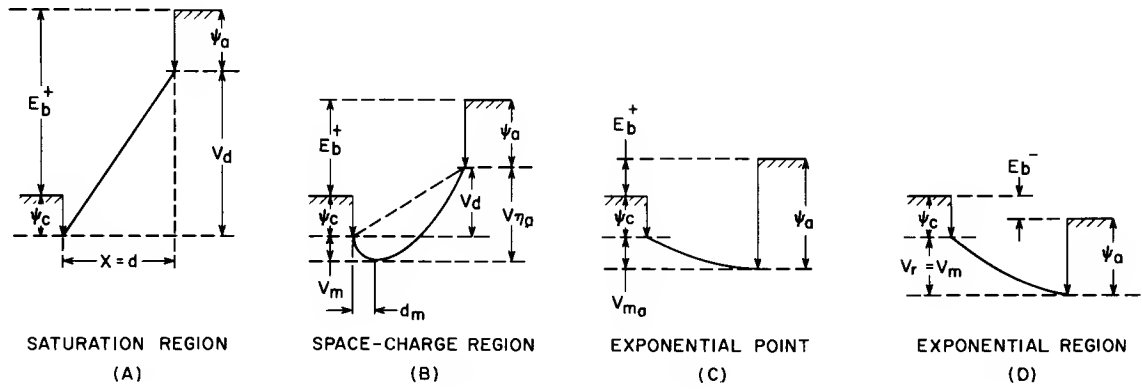 E_b^+
ψ_c
ψ_a
V_d
X = d
SATURATION REGION
(A)
E_b^+
ψ_c
V_m
d_m
V_d
ψ_a
V_ηa
SPACE-CHARGE REGION
(B)
E_b^+
ψ_c
V_ma
ψ_a
EXPONENTIAL POINT
(C)
E_b^-
ψ_c
V_r = V_m
ψ_a
EXPONENTIAL REGION
(D)